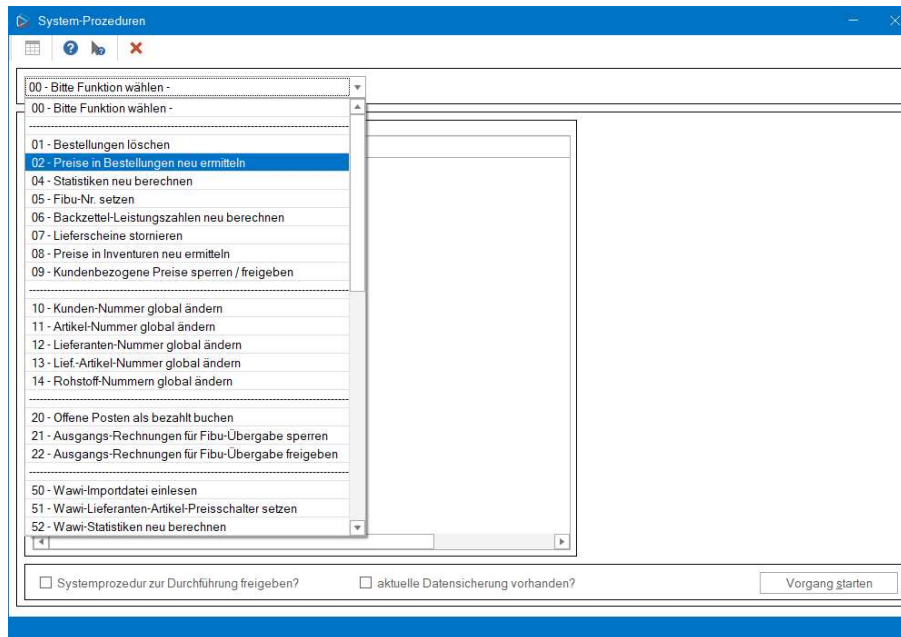 System-Prozeduren
00 - Bitte Funktion wählen -
00 - Bitte Funktion wählen -
01 - Bestellungen löschen
02 - Preise in Bestellungen neu ermitteln
04 - Statistiken neu berechnen
05 - Fibu-Nr. setzen
06 - Backzettel-Leistungszahlen neu berechnen
07 - Lieferscheine stornieren
08 - Preise in Inventuren neu ermitteln
09 - Kundenbezogene Preise sperren / freigeben
10 - Kunden-Nummer global ändern
11 - Artikel-Nummer global ändern
12 - Lieferanten-Nummer global ändern
13 - Lief.-Artikel-Nummer global ändern
14 - Rohstoff-Nummern global ändern
20 - Offene Posten als bezahlt buchen
21 - Ausgangs-Rechnungen für Fibu-Übergabe sperren
22 - Ausgangs-Rechnungen für Fibu-Übergabe freigeben
50 - Wawi-Importdatei einlesen
51 - Wawi-Lieferanten-Artikel-Preisschalter setzen
52 - Wawi-Statistiken neu berechnen
Systemprozedur zur Durchführung freigeben? aktuelle Datensicherung vorhanden? Vorgang starten